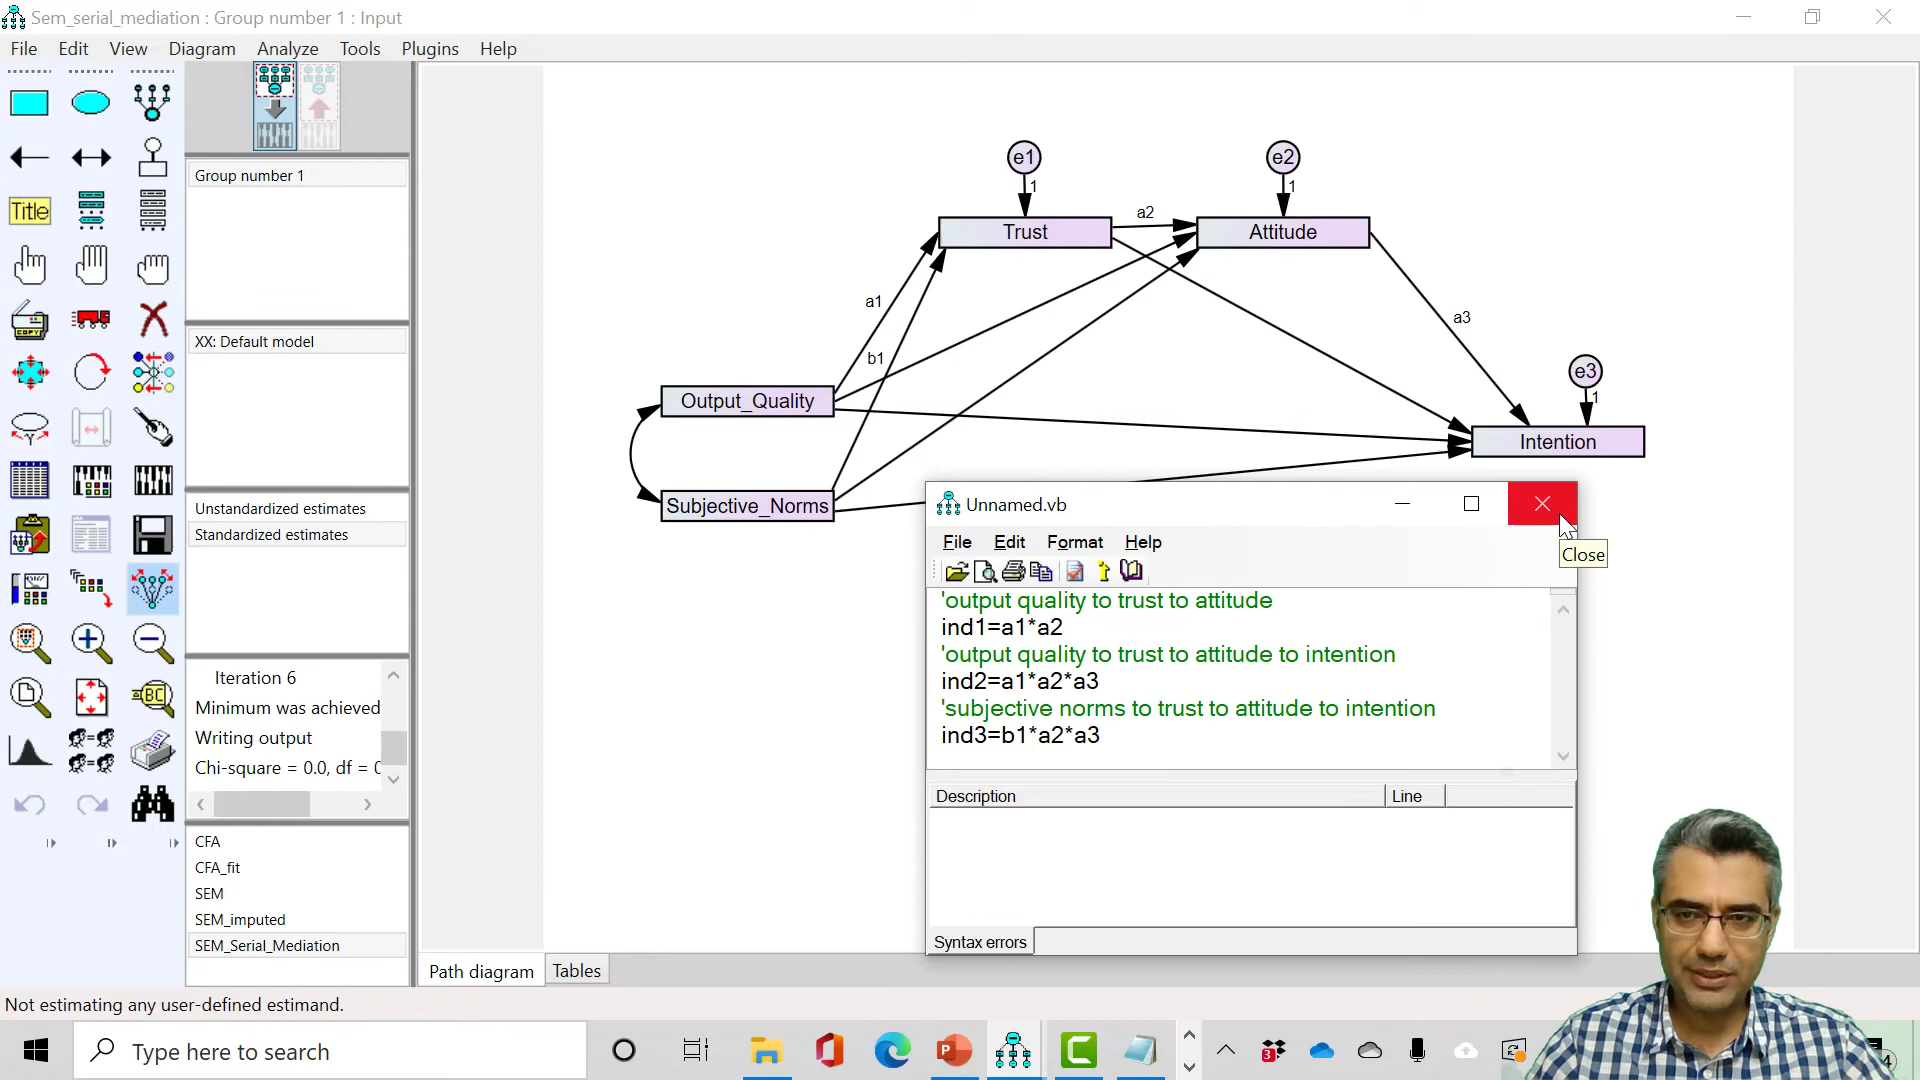 Sem_serial_mediation : Group number 1 : Input
File Edit View Diagram Analyze Tools Plugins Help
Title
Group number 1
XX: Default model
Unstandardized estimates
Standardized estimates
Iteration 6
Minimum was achieved
Writing output
Chi-square = 0.0, df = 0
CFA
CFA_fit
SEM
SEM_imputed
SEM_Serial_Mediation
e1
1
e2
1
Trust
a2
Attitude
a1
b1
a3
e3
1
Output_Quality
Intention
Subjective_Norms
Unnamed.vb
Close
File Edit Format Help
'output quality to trust to attitude
ind1=a1*a2
'output quality to trust to attitude to intention
ind2=a1*a2*a3
'subjective norms to trust to attitude to intention
ind3=b1*a2*a3
Description Line
Syntax errors
Path diagram Tables
Not estimating any user-defined estimand.
Type here to search